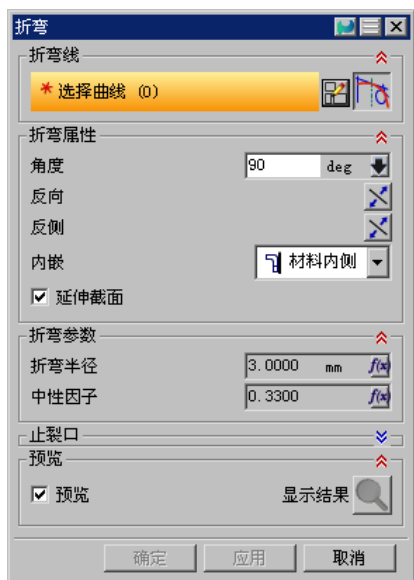 折弯
折弯线
* 选择曲线 (0)
折弯属性
角度 90 deg
反向
反侧
内嵌 材料内侧
延伸截面
折弯参数
折弯半径 3.0000 mm f(x)
中性因子 0.3300 f(x)
止裂口
预览
预览 显示结果
确定 应用 取消